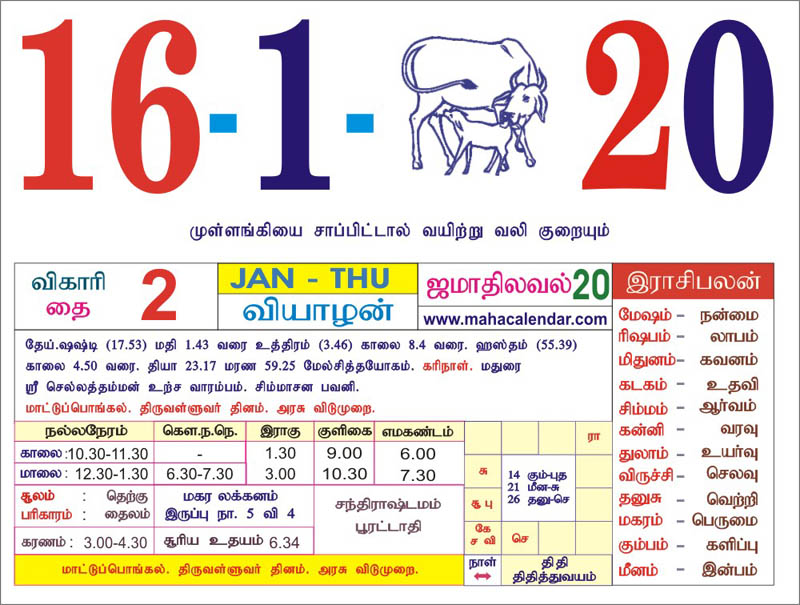 16-1- 20
முள்ளங்கியை சாப்பிட்டால் வயிற்று வலி குறையும்
விகாரி
தை 2
JAN - THU
வியாழன்
ஜமாதிலவல் 20
www.mahacalendar.com
தேய்.ஷஷ்டி (17.53) மதி 1.43 வரை உத்திரம் (3.46) காலை 8.4 வரை. ஹஸ்தம் (55.39)
காலை 4.50 வரை. தியா 23.17 மரண 59.25 மேல்சித்தயோகம். கரிநாள். மதுரை
ஸ்ரீ செல்லத்தம்மன் உற்ச வாரம்பம். சிம்மாசன பவனி.
மாட்டுப்பொங்கல். திருவள்ளுவர் தினம். அரசு விடுமுறை.
நல்லநேரம் கௌ.ந.நெ. இராகு குளிகை எமகண்டம்
காலை: 10.30-11.30 - 1.30 9.00 6.00
மாலை: 12.30-1.30 6.30-7.30 3.00 10.30 7.30
சூலம் : தெற்கு
பரிகாரம் : தைலம்
மகர லக்கனம்
இருப்பு நா. 5 வி 4
சந்திராஷ்டமம்
பூரட்டாதி
கரணம் : 3.00-4.30 சூரிய உதயம் 6.34
ரா
சு
சூ பு
கே
ச வி
செ
14 கும்-புத
21 மீன-சு
26 தனு-செ
மாட்டுப்பொங்கல். திருவள்ளுவர் தினம். அரசு விடுமுறை.
நாள்
திதி
திதித்துவயம்
இராசிபலன்
மேஷம் - நன்மை
ரிஷபம் - லாபம்
மிதுனம் - கவனம்
கடகம் - உதவி
சிம்மம் - ஆர்வம்
கன்னி - வரவு
துலாம் - உயர்வு
விருச்சி - செலவு
தனுசு - வெற்றி
மகரம் - பெருமை
கும்பம் - களிப்பு
மீனம் - இன்பம்